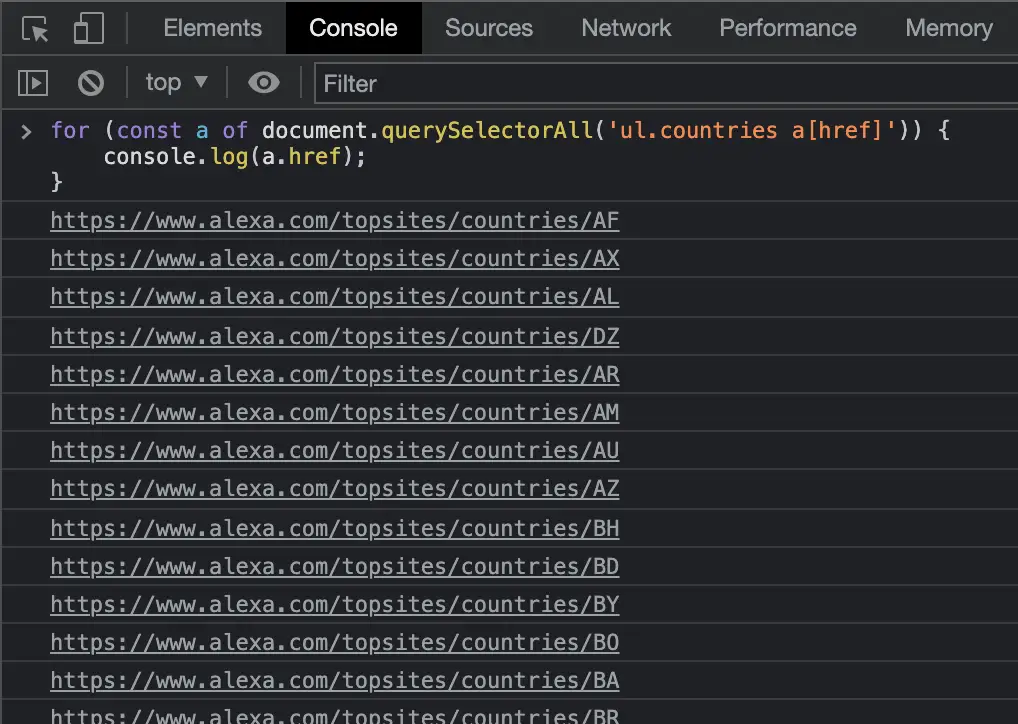 Elements Console Sources Network Performance Memory
top ▼ Filter
> for (const a of document.querySelectorAll('ul.countries a[href]')) {
    console.log(a.href);
}
https://www.alexa.com/topsites/countries/AF
https://www.alexa.com/topsites/countries/AX
https://www.alexa.com/topsites/countries/AL
https://www.alexa.com/topsites/countries/DZ
https://www.alexa.com/topsites/countries/AR
https://www.alexa.com/topsites/countries/AM
https://www.alexa.com/topsites/countries/AU
https://www.alexa.com/topsites/countries/AZ
https://www.alexa.com/topsites/countries/BH
https://www.alexa.com/topsites/countries/BD
https://www.alexa.com/topsites/countries/BY
https://www.alexa.com/topsites/countries/BO
https://www.alexa.com/topsites/countries/BA
https://www.alexa.com/topsites/countries/BR